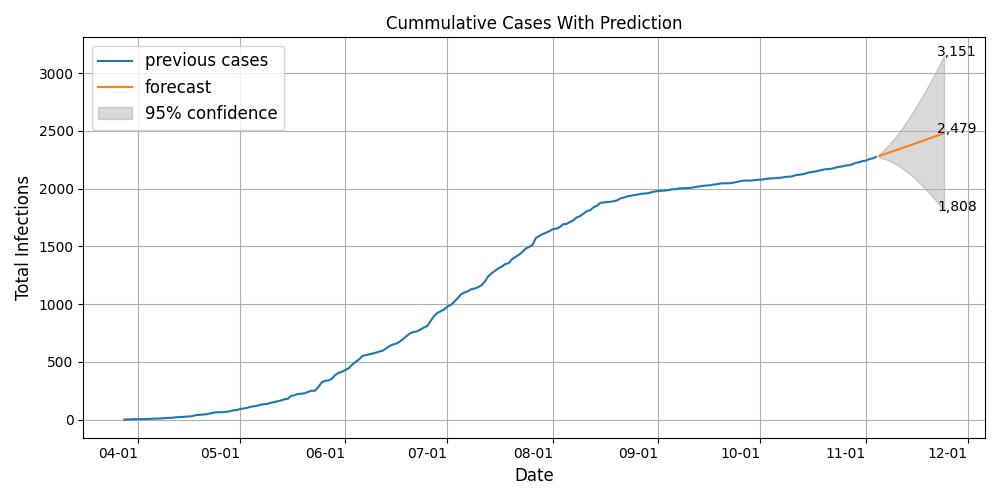 Cummulative Cases With Prediction
previous cases
forecast
95% confidence
3,151
2,479
1,808
3000
2500
2000
1500
1000
500
0
Total Infections
04-01 05-01 06-01 07-01 08-01 09-01 10-01 11-01 12-01
Date